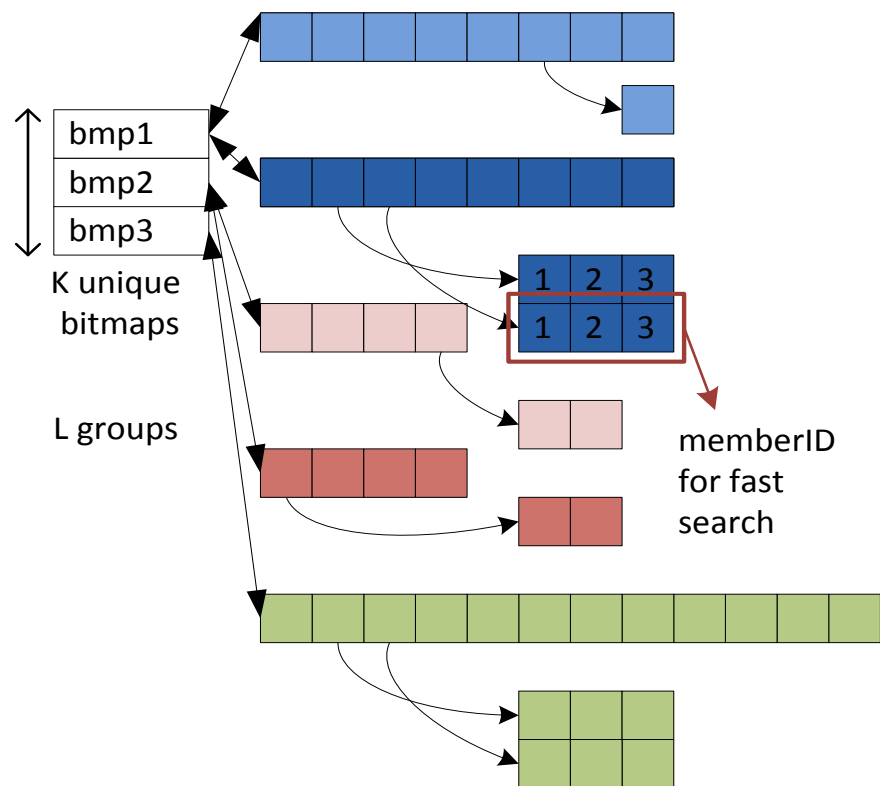 bmp1
bmp2
bmp3
K unique
bitmaps
L groups
1 2 3
1 2 3
memberID
for fast
search